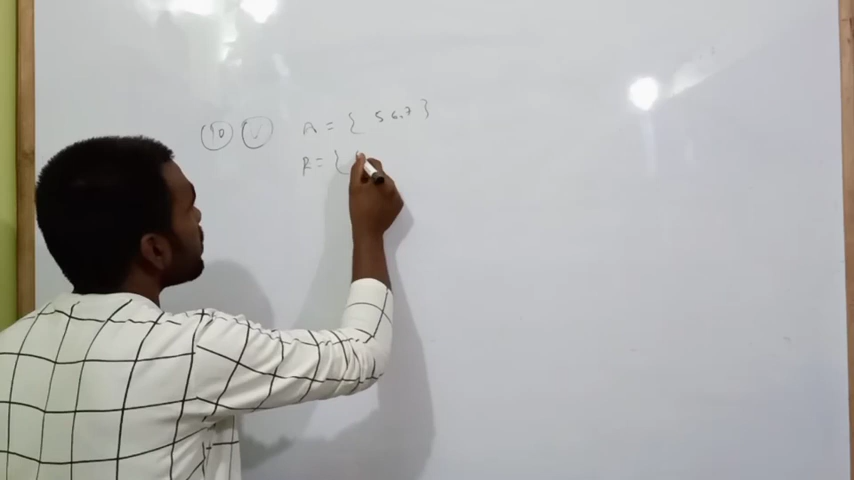 10 i A = { 5 6, 7 }
R = { (